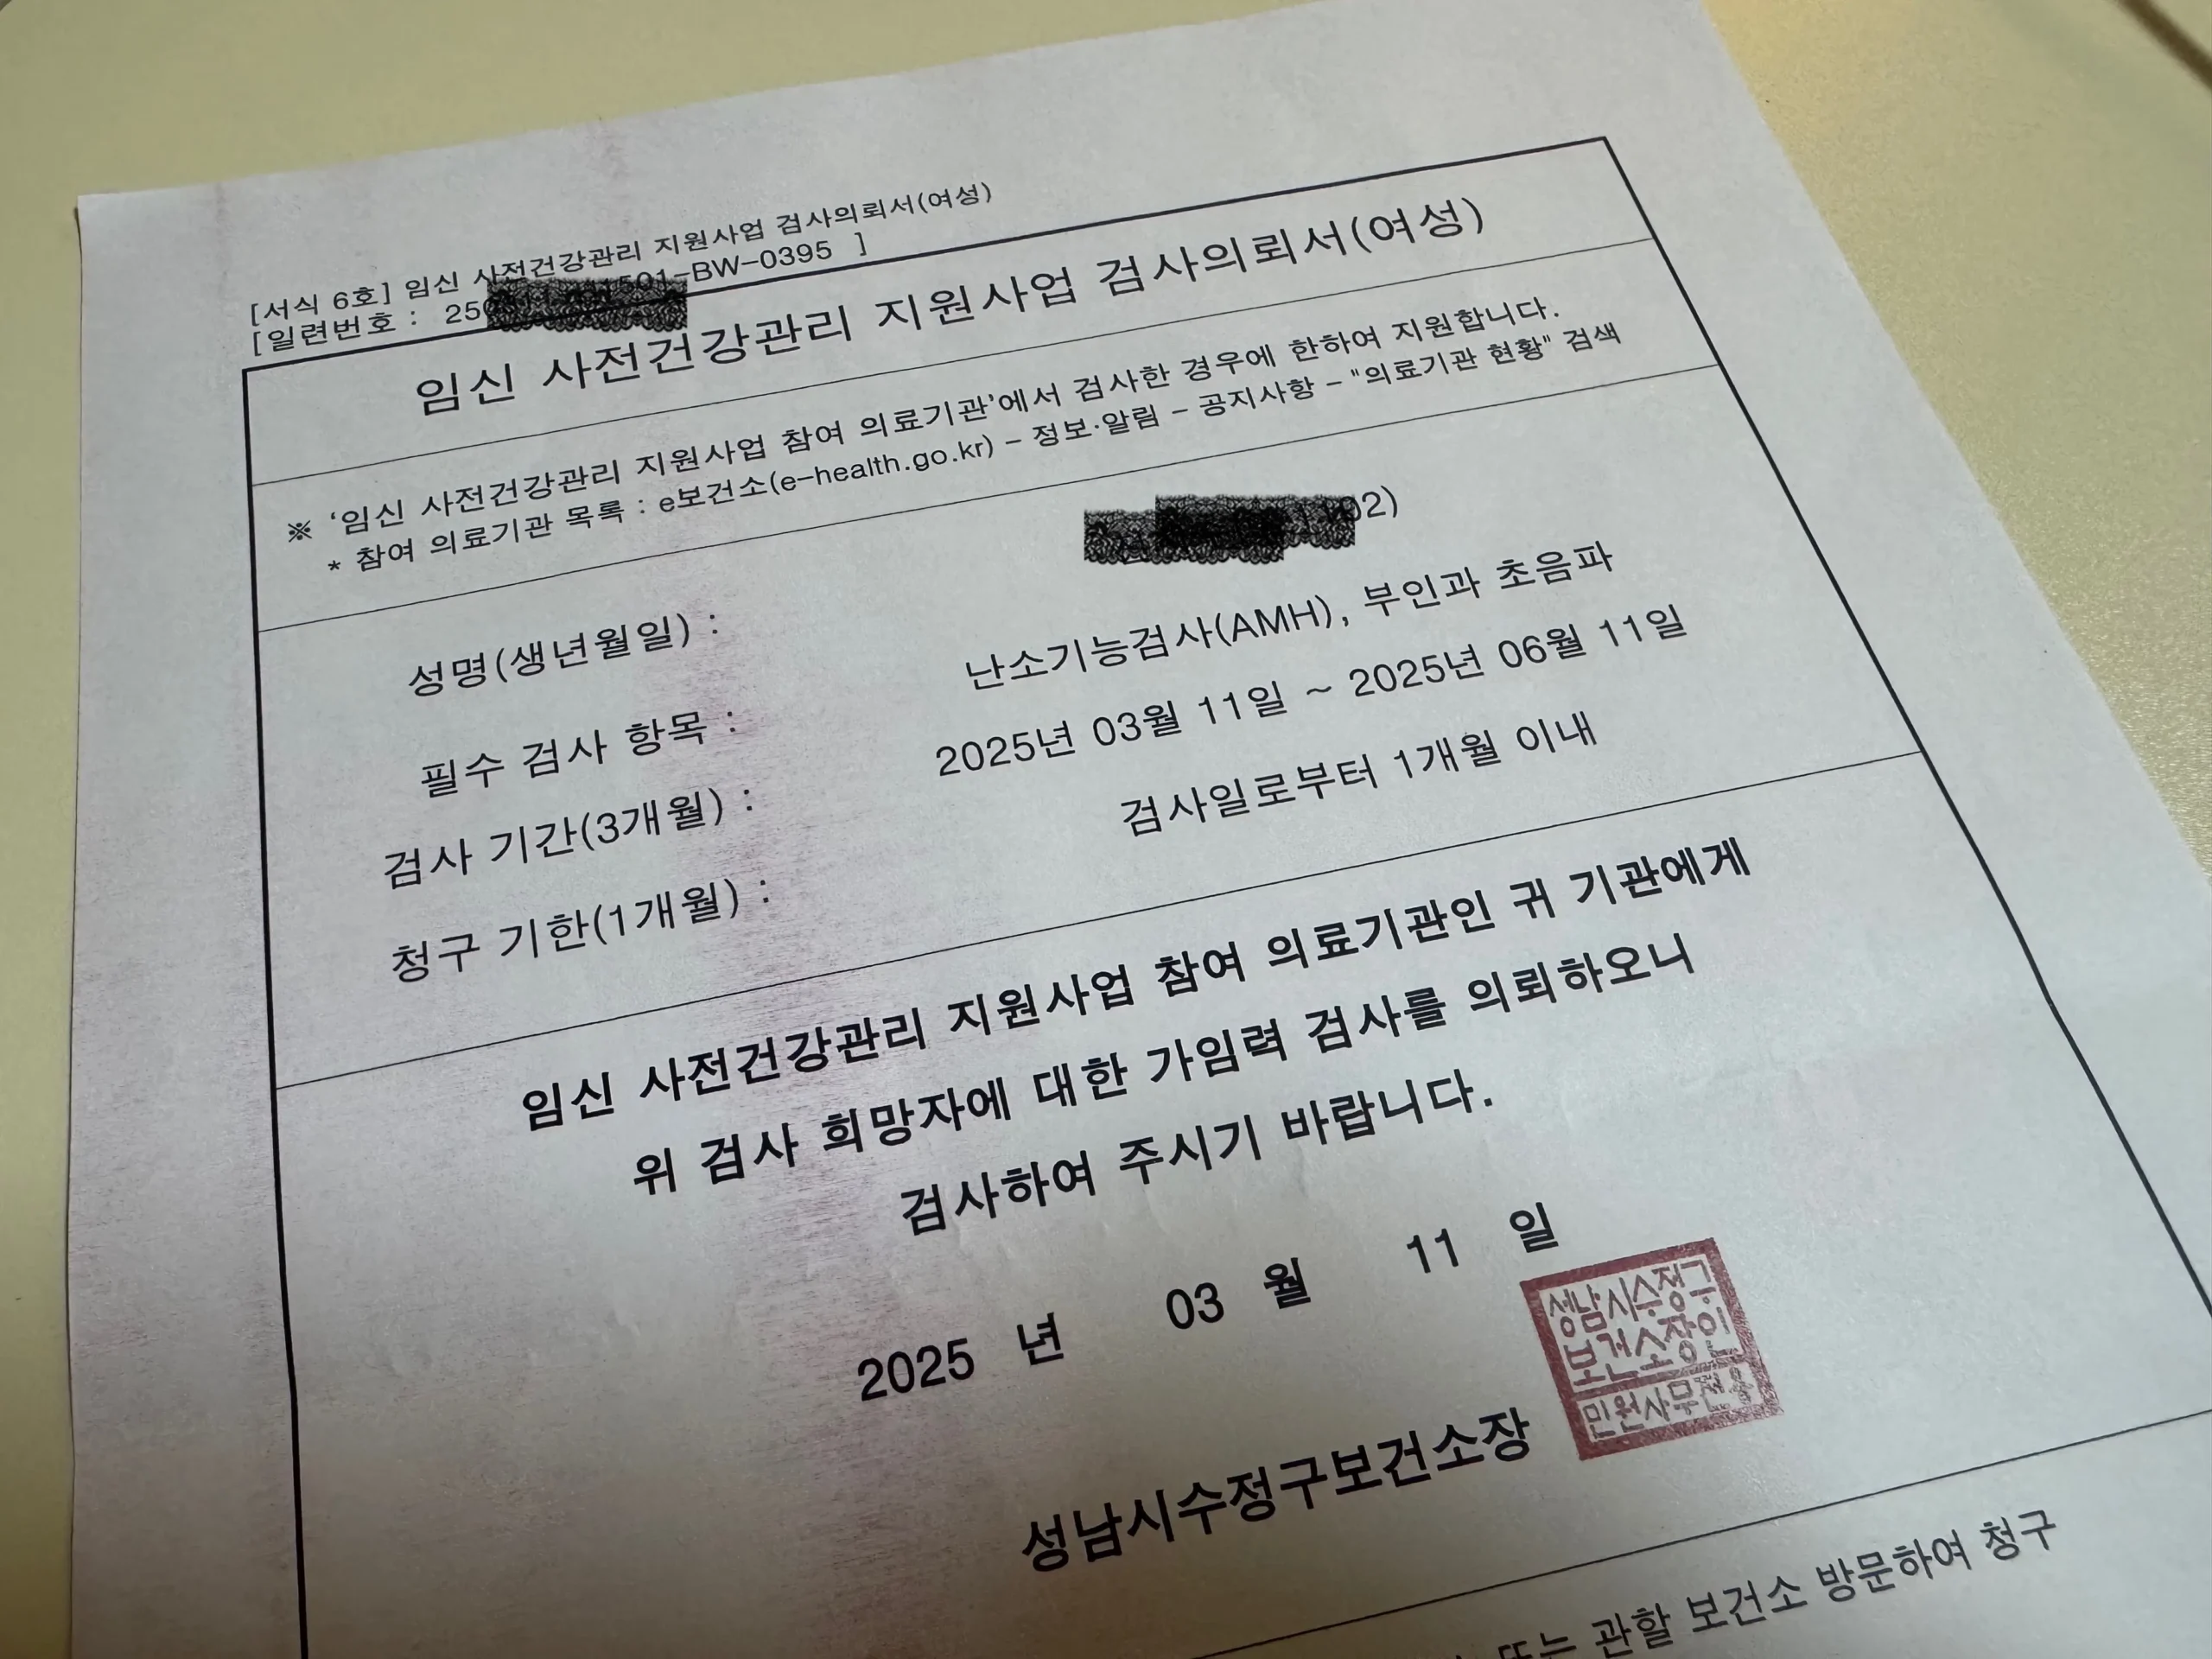 [서식 6호] 임신 사전건강관리 지원사업 검사의뢰서(여성)
[일련번호 : 25 501-BW-0395 ]
임신 사전건강관리 지원사업 검사의뢰서(여성)
※ '임신 사전건강관리 지원사업 참여 의료기관'에서 검사한 경우에 한하여 지원합니다.
* 참여 의료기관 목록 : e보건소(e-health.go.kr) - 정보·알림 - 공지사항 - "의료기관 현황" 검색
성명(생년월일) : 02)
필수 검사 항목 : 난소기능검사(AMH), 부인과 초음파
검사 기간(3개월) : 2025년 03월 11일 ~ 2025년 06월 11일
청구 기한(1개월) : 검사일로부터 1개월 이내
임신 사전건강관리 지원사업 참여 의료기관인 귀 기관에게
위 검사 희망자에 대한 가임력 검사를 의뢰하오니
검사하여 주시기 바랍니다.
2025 년 03 월 11 일
성남시수정구보건소장
성남시수정구
보건소장인
민원사무전용
또는 관할 보건소 방문하여 청구